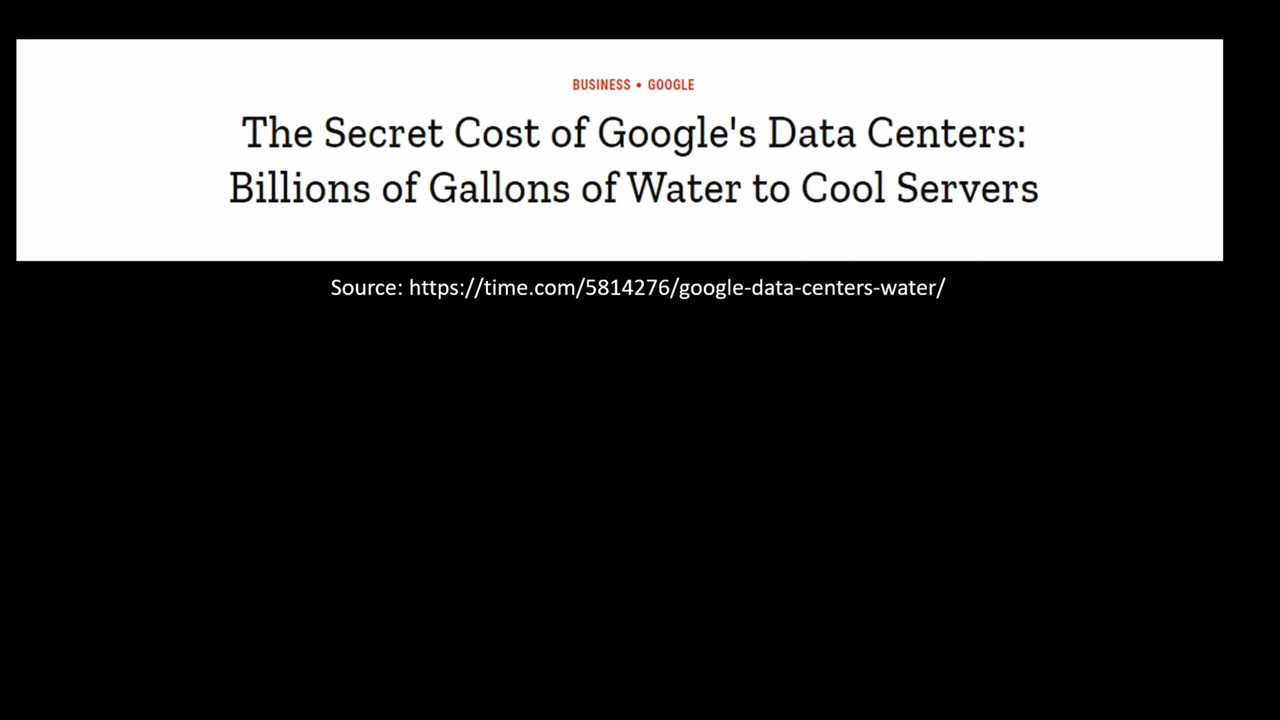 BUSINESS • GOOGLE
The Secret Cost of Google's Data Centers:
Billions of Gallons of Water to Cool Servers
Source: https://time.com/5814276/google-data-centers-water/